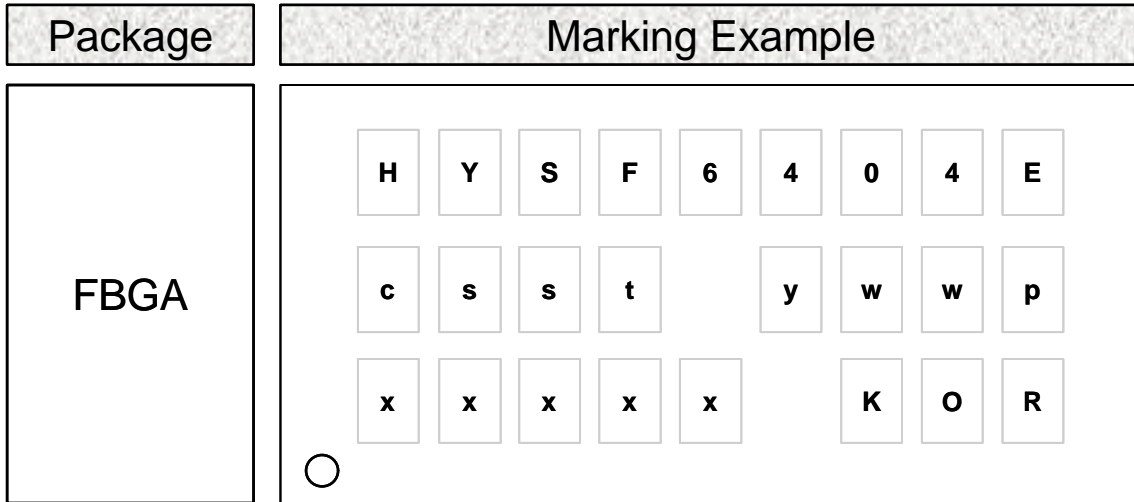 Package
Marking Example
FBGA
H Y S F 6 4 0 4 E
c s s t y w w p
x x x x x K O R